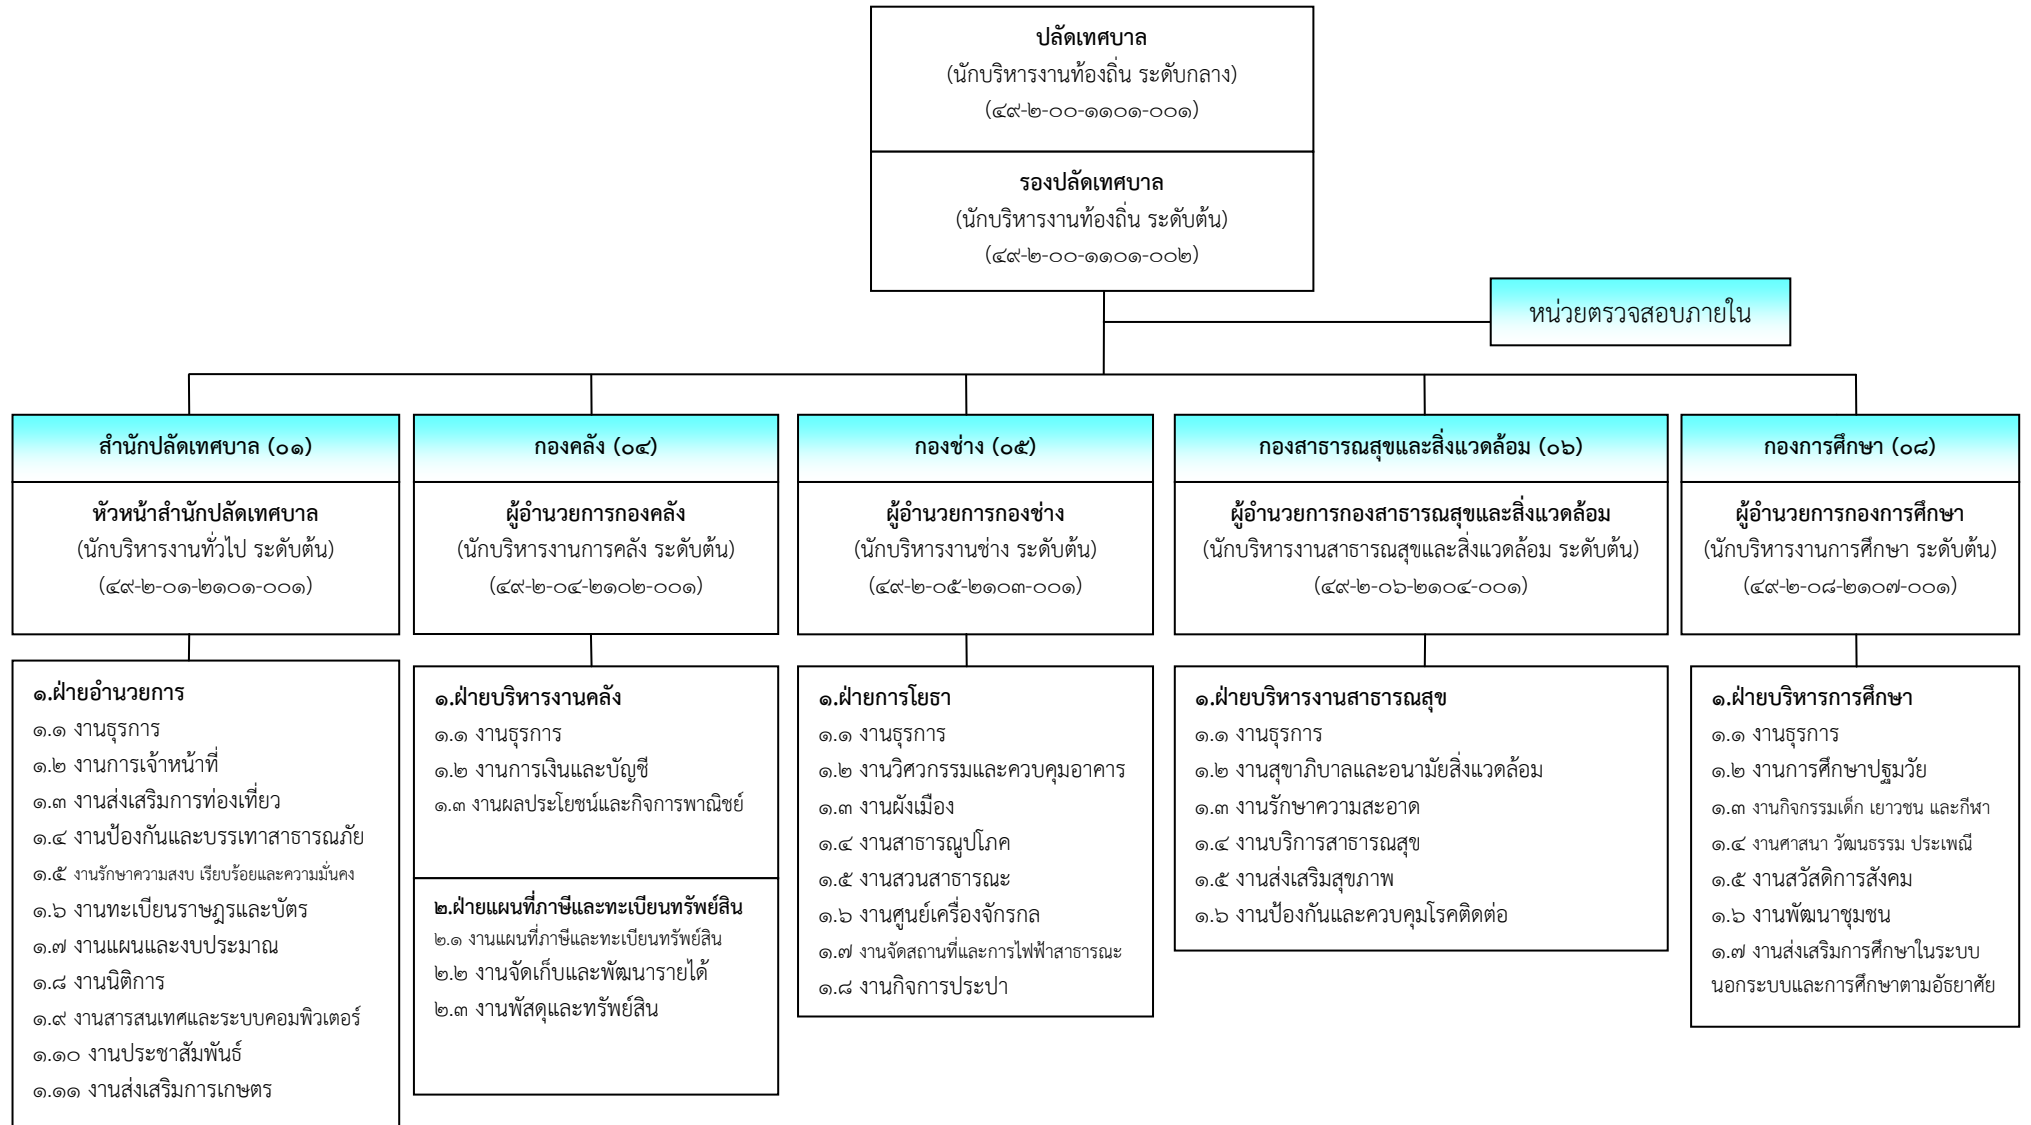 ปลัดเทศบาล
(นักบริหารงานท้องถิ่น ระดับกลาง)
(๔๙-๒-๐๐-๑๑๐๑-๐๐๑)
รองปลัดเทศบาล
(นักบริหารงานท้องถิ่น ระดับต้น)
(๔๙-๒-๐๐-๑๑๐๑-๐๐๒)
หน่วยตรวจสอบภายใน
สำนักปลัดเทศบาล (๐๑)
หัวหน้าสำนักปลัดเทศบาล
(นักบริหารงานทั่วไป ระดับต้น)
(๔๙-๒-๐๑-๒๑๐๑-๐๐๑)
๑.ฝ่ายอำนวยการ
๑.๑ งานธุรการ
๑.๒ งานการเจ้าหน้าที่
๑.๓ งานส่งเสริมการท่องเที่ยว
๑.๔ งานป้องกันและบรรเทาสาธารณภัย
๑.๕ งานรักษาความสงบ เรียบร้อยและความมั่นคง
๑.๖ งานทะเบียนราษฎรและบัตร
๑.๗ งานแผนและงบประมาณ
๑.๘ งานนิติการ
๑.๙ งานสารสนเทศและระบบคอมพิวเตอร์
๑.๑๐ งานประชาสัมพันธ์
๑.๑๑ งานส่งเสริมการเกษตร
กองคลัง (๐๔)
ผู้อำนวยการกองคลัง
(นักบริหารงานการคลัง ระดับต้น)
(๔๙-๒-๐๔-๒๑๐๒-๐๐๑)
๑.ฝ่ายบริหารงานคลัง
๑.๑ งานธุรการ
๑.๒ งานการเงินและบัญชี
๑.๓ งานผลประโยชน์และกิจการพาณิชย์
๒.ฝ่ายแผนที่ภาษีและทะเบียนทรัพย์สิน
๒.๑ งานแผนที่ภาษีและทะเบียนทรัพย์สิน
๒.๒ งานจัดเก็บและพัฒนารายได้
๒.๓ งานพัสดุและทรัพย์สิน
กองช่าง (๐๕)
ผู้อำนวยการกองช่าง
(นักบริหารงานช่าง ระดับต้น)
(๔๙-๒-๐๕-๒๑๐๓-๐๐๑)
๑.ฝ่ายการโยธา
๑.๑ งานธุรการ
๑.๒ งานวิศวกรรมและควบคุมอาคาร
๑.๓ งานผังเมือง
๑.๔ งานสาธารณูปโภค
๑.๕ งานสวนสาธารณะ
๑.๖ งานศูนย์เครื่องจักรกล
๑.๗ งานจัดสถานที่และการไฟฟ้าสาธารณะ
๑.๘ งานกิจการประปา
กองสาธารณสุขและสิ่งแวดล้อม (๐๖)
ผู้อำนวยการกองสาธารณสุขและสิ่งแวดล้อม
(นักบริหารงานสาธารณสุขและสิ่งแวดล้อม ระดับต้น)
(๔๙-๒-๐๖-๒๑๐๔-๐๐๑)
๑.ฝ่ายบริหารงานสาธารณสุข
๑.๑ งานธุรการ
๑.๒ งานสุขาภิบาลและอนามัยสิ่งแวดล้อม
๑.๓ งานรักษาความสะอาด
๑.๔ งานบริการสาธารณสุข
๑.๕ งานส่งเสริมสุขภาพ
๑.๖ งานป้องกันและควบคุมโรคติดต่อ
กองการศึกษา (๐๘)
ผู้อำนวยการกองการศึกษา
(นักบริหารงานการศึกษา ระดับต้น)
(๔๙-๒-๐๘-๒๑๐๗-๐๐๑)
๑.ฝ่ายบริหารการศึกษา
๑.๑ งานธุรการ
๑.๒ งานการศึกษาปฐมวัย
๑.๓ งานกิจกรรมเด็ก เยาวชน และกีฬา
๑.๔ งานศาสนา วัฒนธรรม ประเพณี
๑.๕ งานสวัสดิการสังคม
๑.๖ งานพัฒนาชุมชน
๑.๗ งานส่งเสริมการศึกษาในระบบ
นอกระบบและการศึกษาตามอัธยาศัย